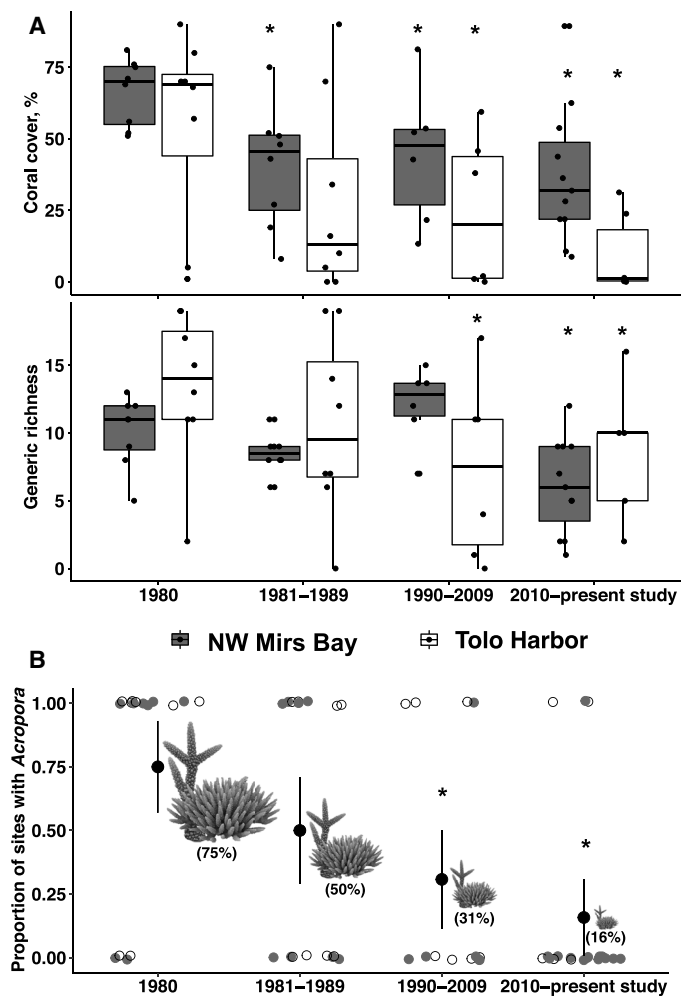 A
Coral cover, %
75
50
25
0
* * * * *
Generic richness
15
10
5
0
* * *
1980 1981–1989 1990–2009 2010–present study
NW Mirs Bay Tolo Harbor
B
Proportion of sites with Acropora
1.00
0.75
0.50
0.25
0.00
(75%)
(50%)
*
(31%)
*
(16%)
1980 1981–1989 1990–2009 2010–present study